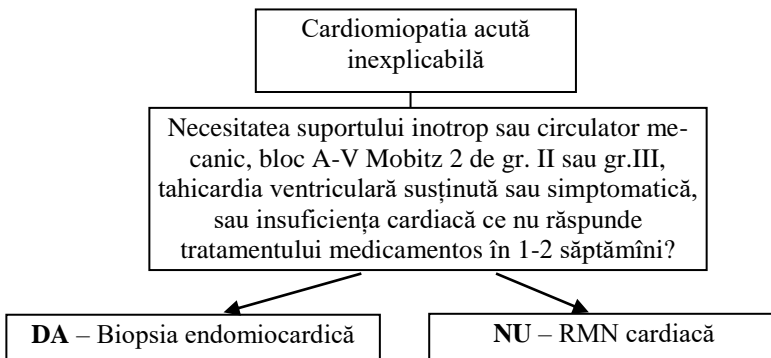 Cardiomiopatia acută
inexplicabilă
Necesitatea suportului inotrop sau circulator me-
canic, bloc A-V Mobitz 2 de gr. II sau gr.III,
tahicardia ventriculară susținută sau simptomatică,
sau insuficiența cardiacă ce nu răspunde
tratamentului medicamentos în 1-2 săptămîni?
DA – Biopsia endomiocardică
NU – RMN cardiacă